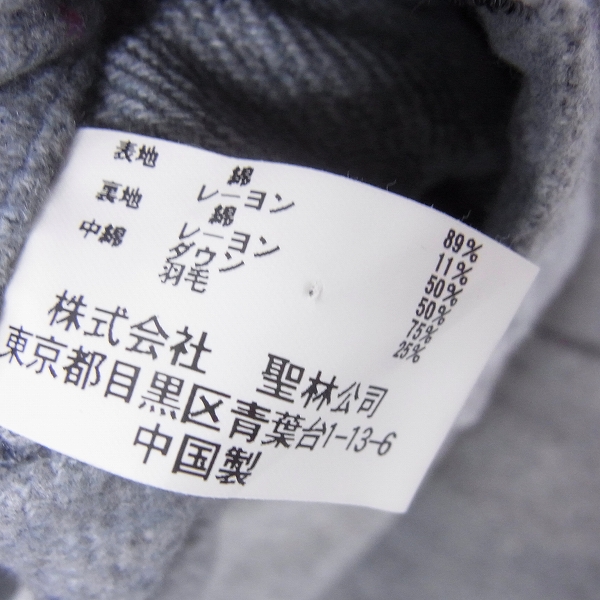 表地 綿 89%
レーヨン 11%
裏地 綿 50%
レーヨン 50%
中綿 ダウン 75%
羽毛 25%
株式会社 聖林公司
東京都目黒区青葉台1-13-6
中国製